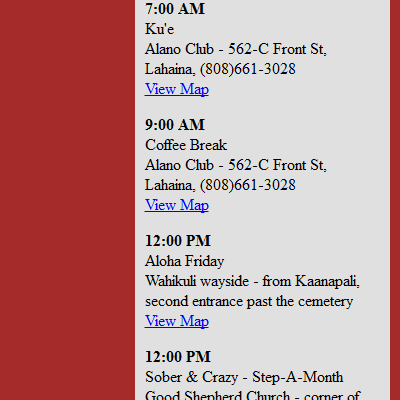 7:00 AM
Ku'e
Alano Club - 562-C Front St,
Lahaina, (808)661-3028
View Map
9:00 AM
Coffee Break
Alano Club - 562-C Front St,
Lahaina, (808)661-3028
View Map
12:00 PM
Aloha Friday
Wahikuli wayside - from Kaanapali,
second entrance past the cemetery
View Map
12:00 PM
Sober & Crazy - Step-A-Month
Good Shepherd Church - corner of